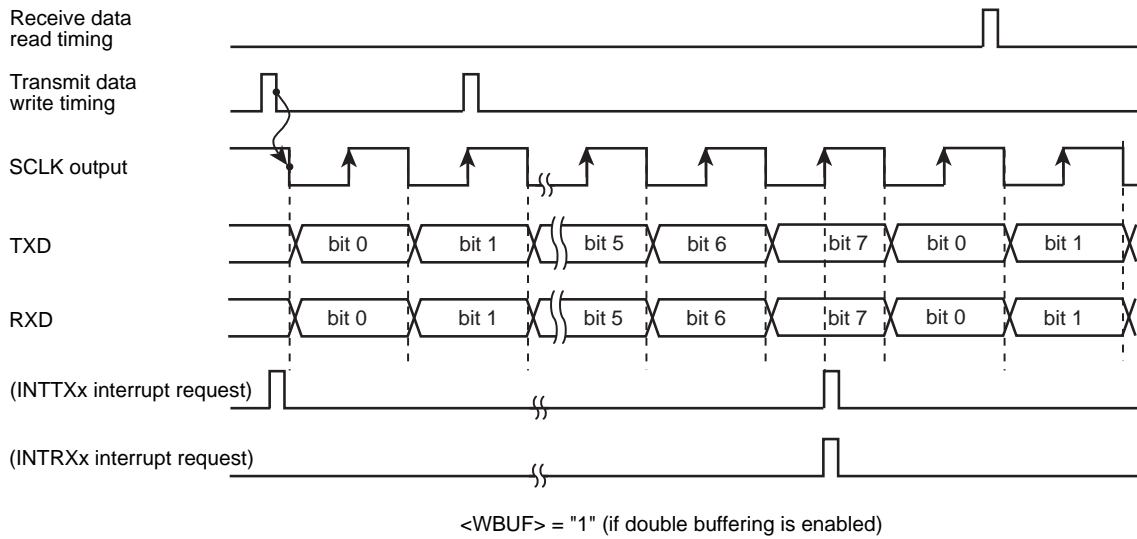 Receive data
read timing
Transmit data
write timing
SCLK output
TXD
bit 0
bit 1
bit 5
bit 6
bit 7
bit 0
bit 1
RXD
bit 0
bit 1
bit 5
bit 6
bit 7
bit 0
bit 1
(INTTXx interrupt request)
(INTRXx interrupt request)
<WBUF> = "1" (if double buffering is enabled)